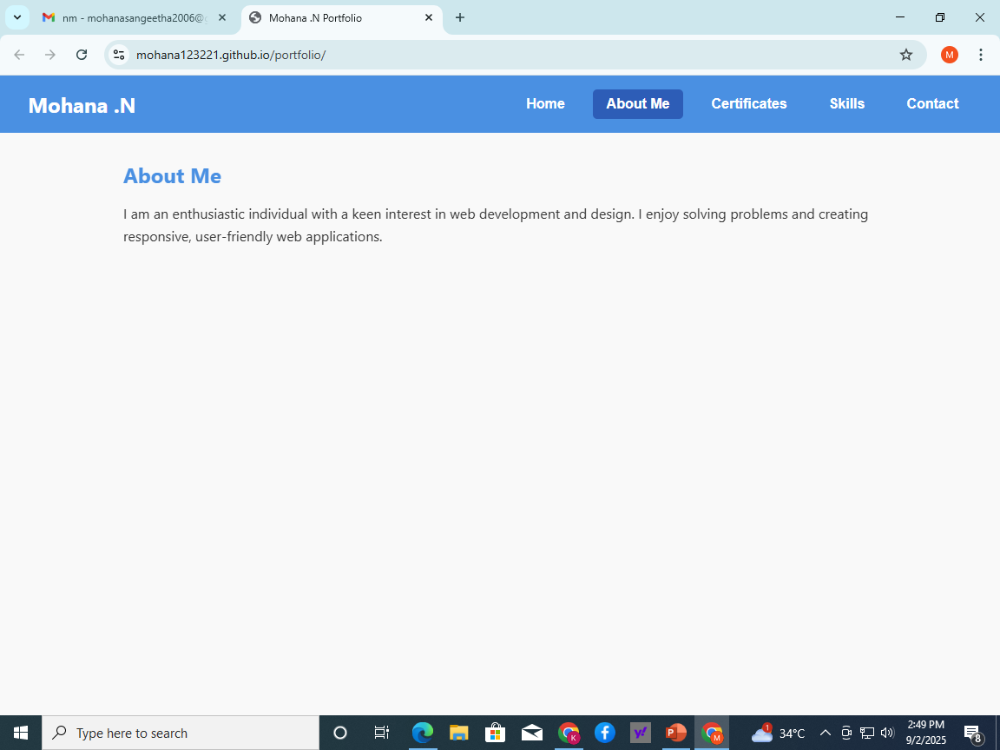 nm - mohanasangeetha2006@
Mohana .N Portfolio
mohana123221.github.io/portfolio/
M
Mohana .N
Home
About Me
Certificates
Skills
Contact
About Me
I am an enthusiastic individual with a keen interest in web development and design. I enjoy solving problems and creating
responsive, user-friendly web applications.
Type here to search
K
y!
P
M
1
34°C
2:49 PM
9/2/2025
8